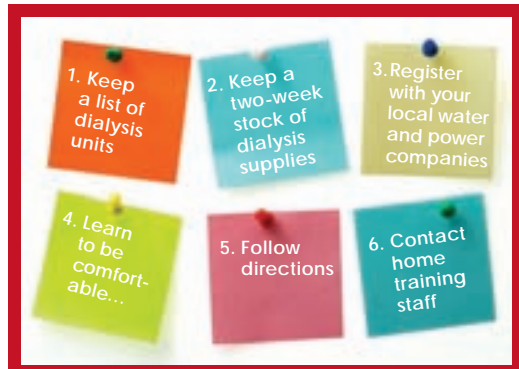 1. Keep
a list of
dialysis
units
2. Keep a
two-week
stock of
dialysis
supplies
3. Register
with your
local water
and power
companies
4. Learn
to be
comfort-
able...
5. Follow
directions
6. Contact
home
training
staff